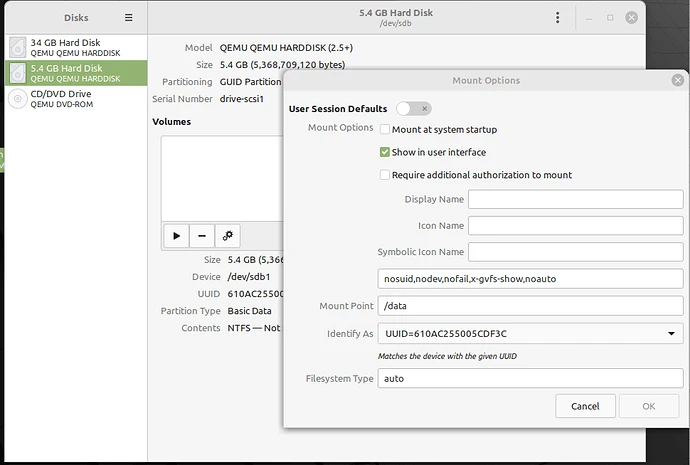 Disks
5.4 GB Hard Disk
/dev/sdb
34 GB Hard Disk
QEMU QEMU HARDDISK
5.4 GB Hard Disk
QEMU QEMU HARDDISK
CD/DVD Drive
QEMU DVD-ROM
Model QEMU QEMU HARDDISK (2.5+)
Size 5.4 GB (5,368,709,120 bytes)
Partitioning GUID Partition
Serial Number drive-scsi1
Volumes
Size 5.4 GB (5,366
Device /dev/sdb1
UUID 610AC25500
Partition Type Basic Data
Contents NTFS — Not
Mount Options
User Session Defaults
Mount Options Mount at system startup
Show in user interface
Require additional authorization to mount
Display Name
Icon Name
Symbolic Icon Name
nosuid,nodev,nofail,x-gvfs-show,noauto
Mount Point /data
Identify As UUID=610AC255005CDF3C
Matches the device with the given UUID
Filesystem Type auto
Cancel OK